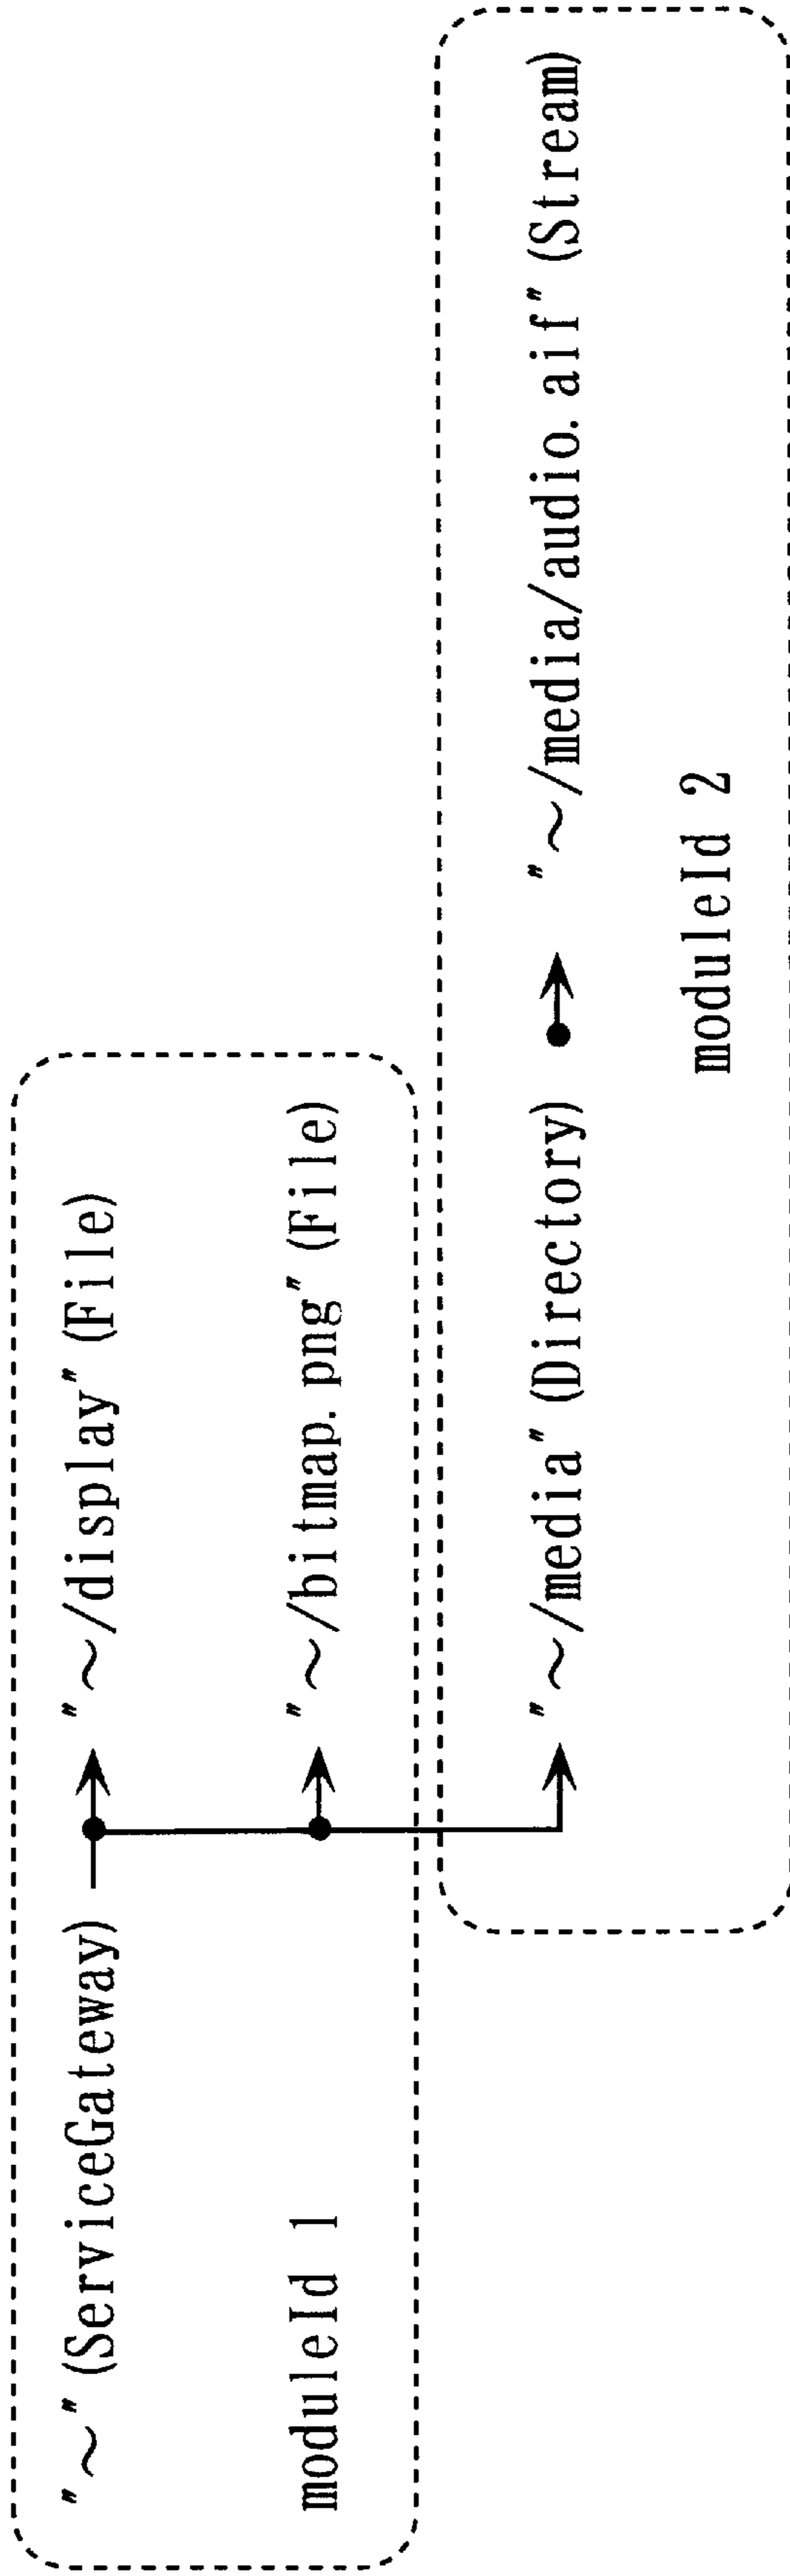 "~" (ServiceGateway)
"~/display" (File)
"~/bitmap.png" (File)
moduleId 1
"~/media" (Directory)
"~/media/audio.aif" (Stream)
moduleId 2